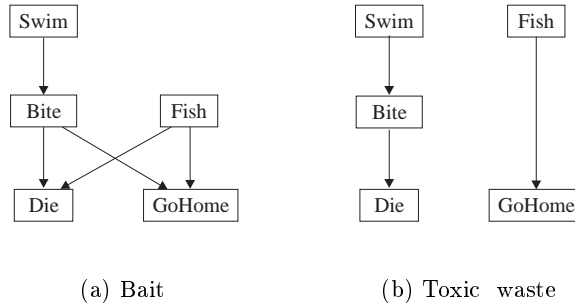 Swim
Bite
Fish
Die
GoHome
(a) Bait
Swim
Fish
Bite
Die
GoHome
(b) Toxic waste